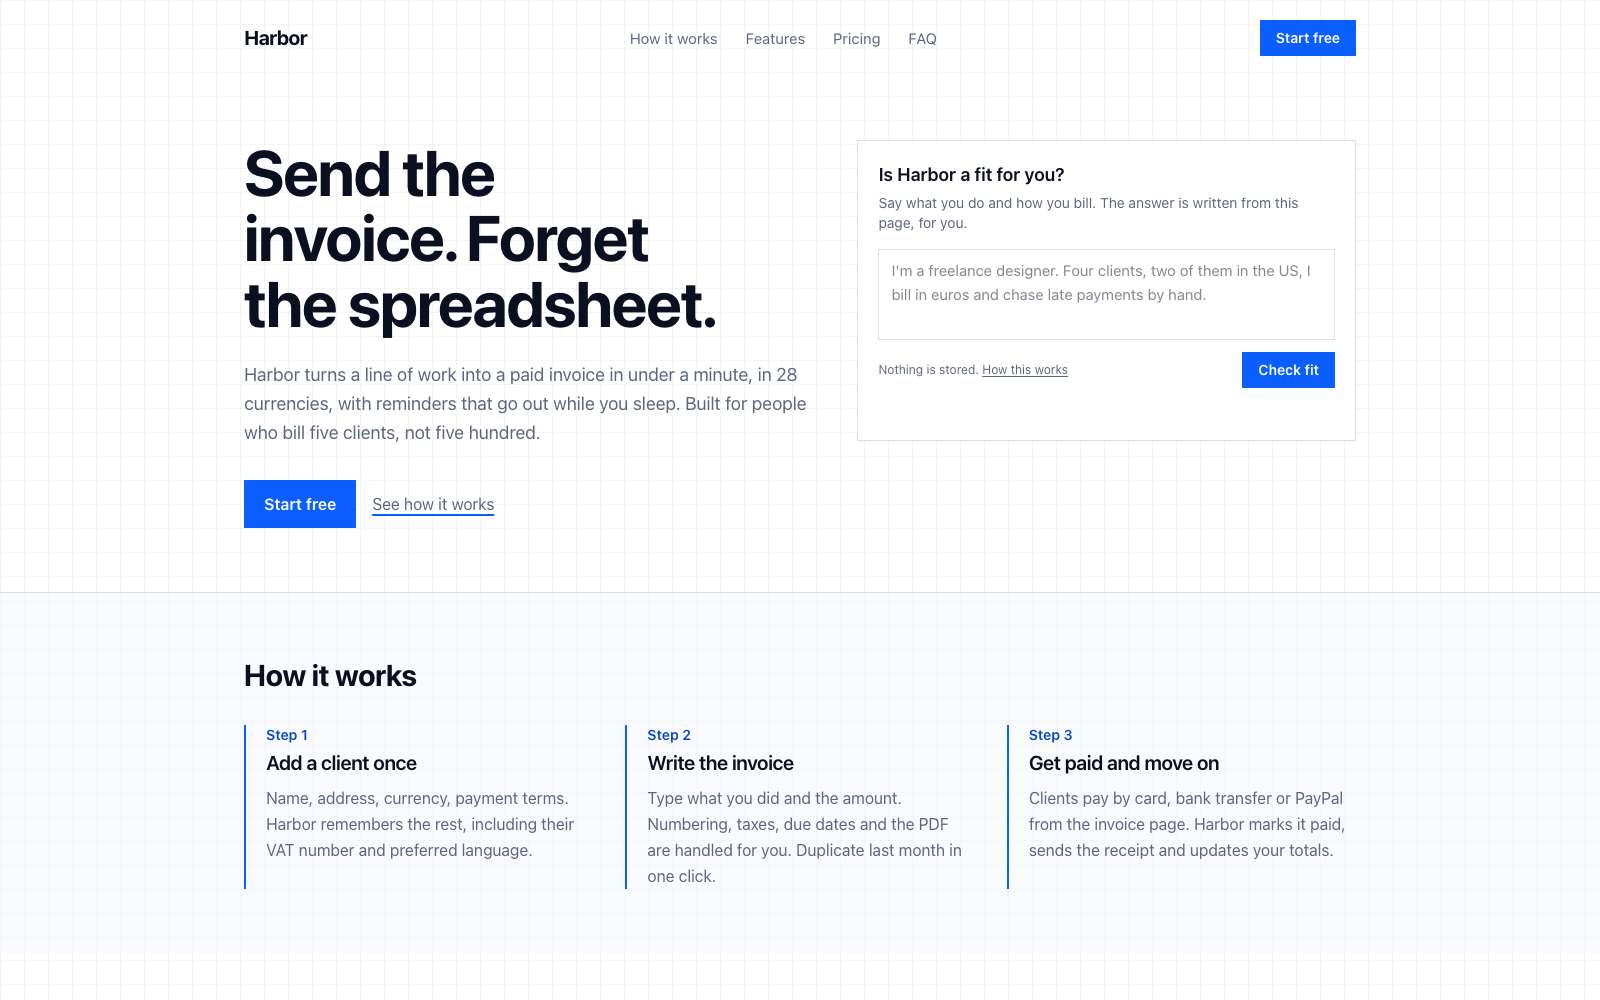 Harbor
How it works
Features
Pricing
FAQ
Start free
Send the
invoice. Forget
the spreadsheet.
Harbor turns a line of work into a paid invoice in under a minute, in 28
currencies, with reminders that go out while you sleep. Built for people
who bill five clients, not five hundred.
Start free
See how it works
Is Harbor a fit for you?
Say what you do and how you bill. The answer is written from this
page, for you.
I'm a freelance designer. Four clients, two of them in the US, I
bill in euros and chase late payments by hand.
Nothing is stored. How this works
Check fit
How it works
Step 1
Add a client once
Name, address, currency, payment terms.
Harbor remembers the rest, including their
VAT number and preferred language.
Step 2
Write the invoice
Type what you did and the amount.
Numbering, taxes, due dates and the PDF
are handled for you. Duplicate last month in
one click.
Step 3
Get paid and move on
Clients pay by card, bank transfer or PayPal
from the invoice page. Harbor marks it paid,
sends the receipt and updates your totals.